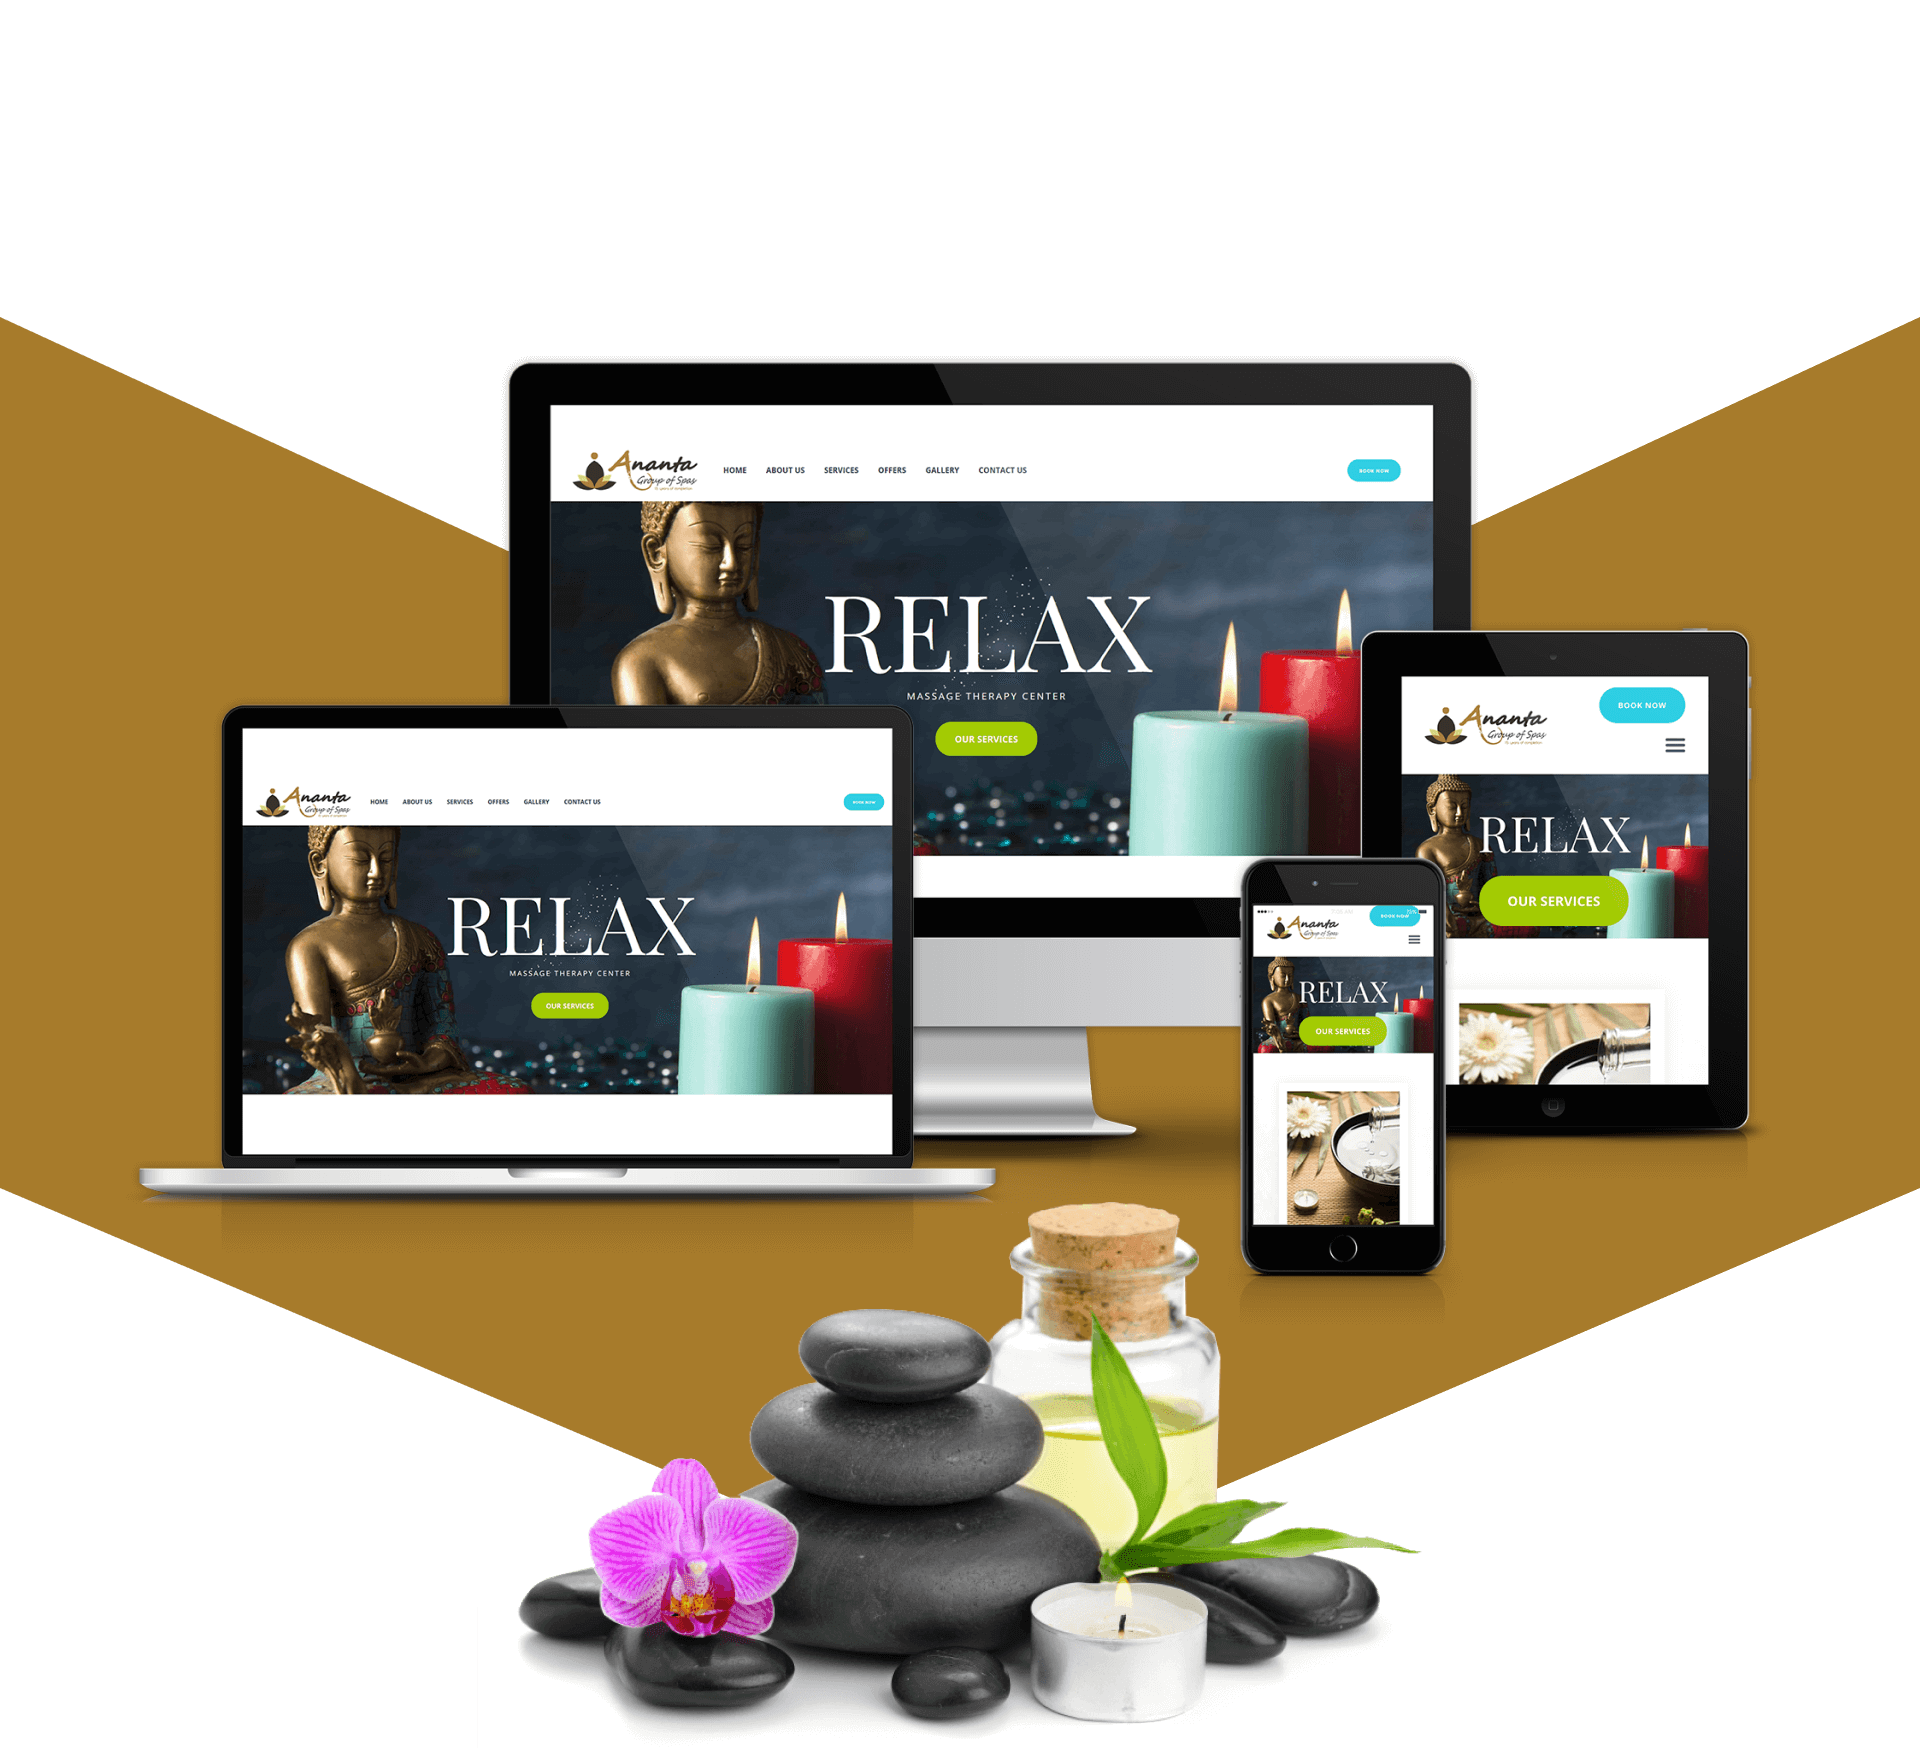 Ananta
Group of Spas
HOME ABOUT US SERVICES OFFERS GALLERY CONTACT US
BOOK NOW
RELAX
MASSAGE THERAPY CENTER
OUR SERVICES
Ananta
Group of Spas
HOME ABOUT US SERVICES OFFERS GALLERY CONTACT US
BOOK NOW
RELAX
MASSAGE THERAPY CENTER
OUR SERVICES
Ananta
Group of Spas
BOOK NOW
RELAX
OUR SERVICES
Ananta
Group of Spas
BOOK NOW
RELAX
OUR SERVICES